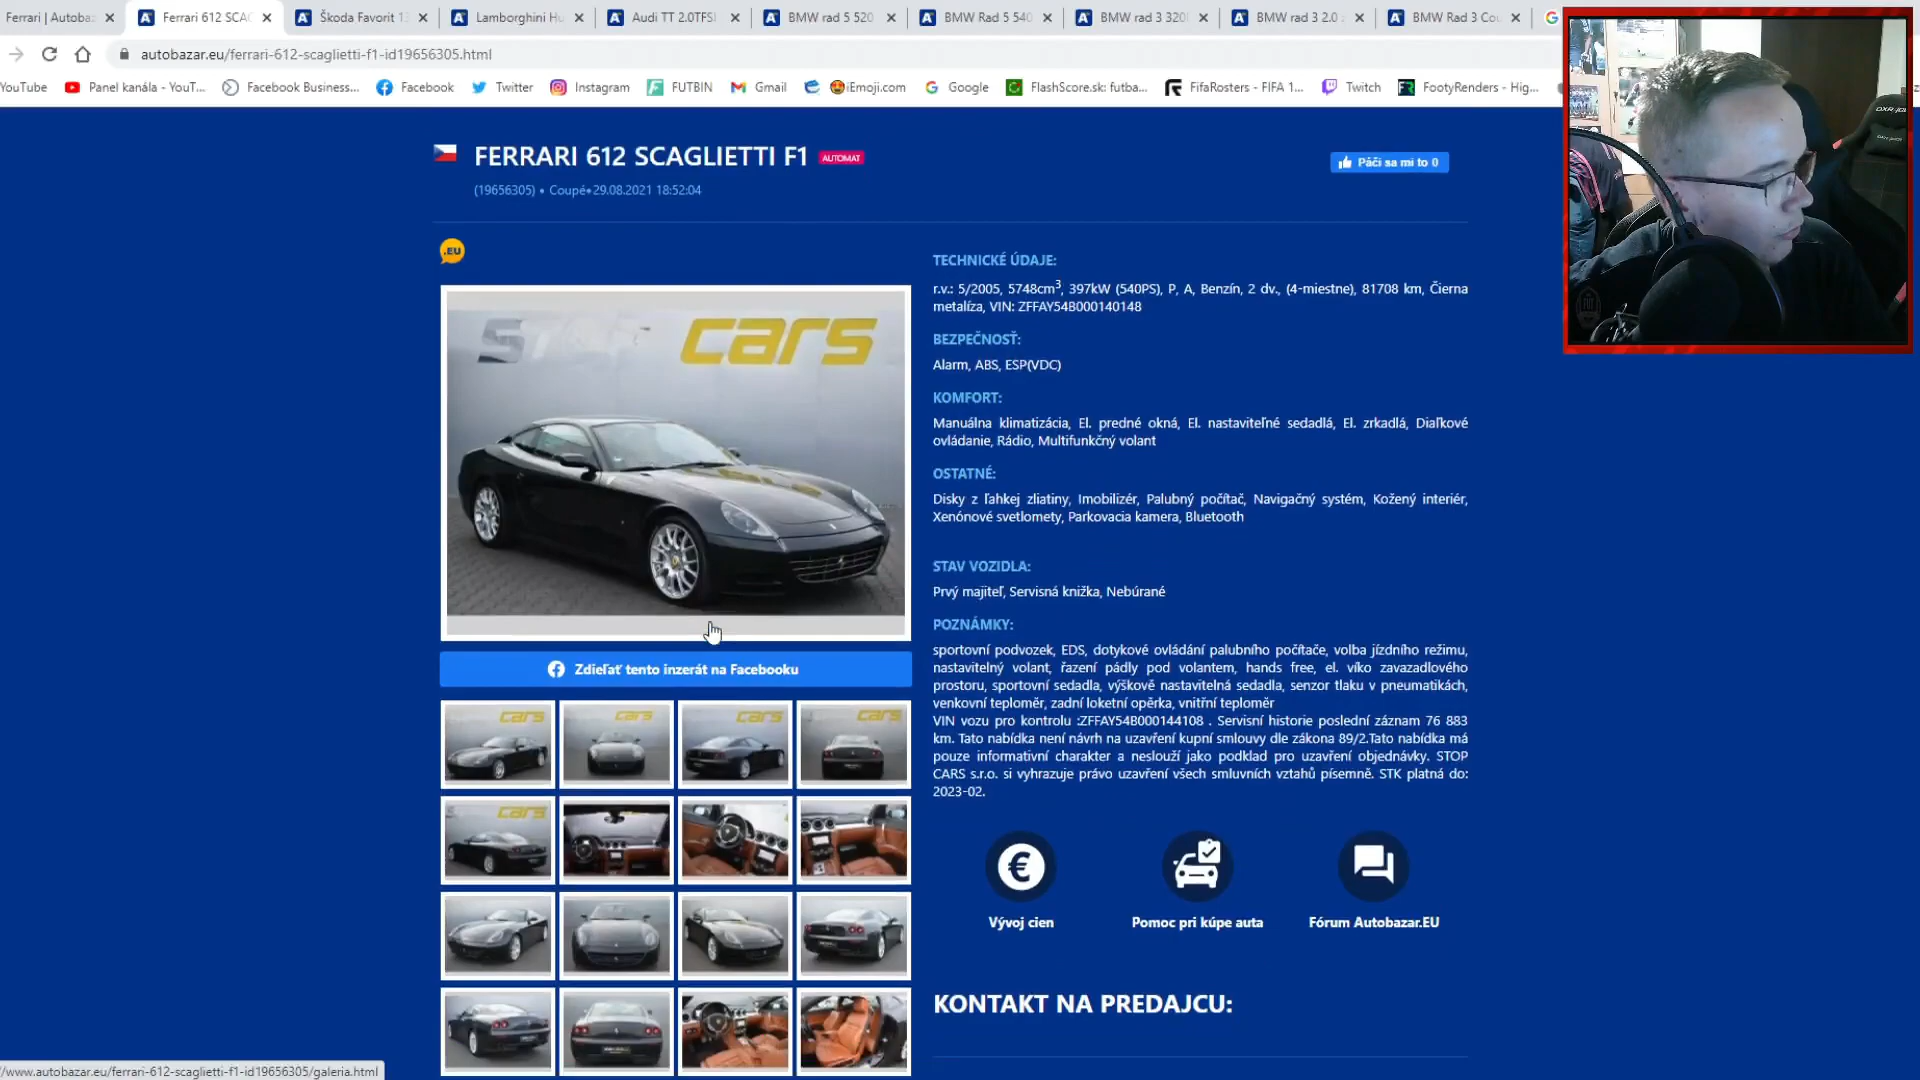 Ferrari | Autoba:
Ferrari 612 SCAG
Škoda Favorit 13
Lamborghini Hu
Audi TT 2.0TFSI
BMW rad 5 520
BMW Rad 5 540
BMW rad 3 320
BMW rad 3 2.0
BMW Rad 3 Cou
autobazar.eu/ferrari-612-scaglietti-f1-id19656305.html
YouTube
Panel kanála - YouT...
Facebook Business...
Facebook
Twitter
Instagram
FUTBIN
Gmail
iEmoji.com
Google
FlashScore.sk: futba...
FifaRosters - FIFA 1...
Twitch
FootyRenders - Hig...
FERRARI 612 SCAGLIETTI F1 AUTOMAT
Páči sa mi to 0
(19656305) • Coupé•29.08.2021 18:52:04
.EU
cars
Zdieľať tento inzerát na Facebooku
TECHNICKÉ ÚDAJE:
r.v.: 5/2005, 5748cm³, 397kW (540PS), P, A, Benzín, 2 dv., (4-miestne), 81708 km, Čierna
metalíza, VIN: ZFFAY54B000140148
BEZPEČNOSŤ:
Alarm, ABS, ESP(VDC)
KOMFORT:
Manuálna klimatizácia, El. predné okná, El. nastaviteľné sedadlá, El. zrkadlá, Diaľkové
ovládanie, Rádio, Multifunkčný volant
OSTATNÉ:
Disky z ľahkej zliatiny, Imobilizér, Palubný počítač, Navigačný systém, Kožený interiér,
Xenónové svetlomety, Parkovacia kamera, Bluetooth
STAV VOZIDLA:
Prvý majiteľ, Servisná knižka, Nebúrané
POZNÁMKY:
sportovní podvozek, EDS, dotykové ovládání palubního počítače, volba jízdního režimu,
nastavitelný volant, řazení pádly pod volantem, hands free, el. víko zavazadlového
prostoru, sportovní sedadla, výškově nastavitelná sedadla, senzor tlaku v pneumatikách,
venkovní teploměr, zadní loketní opěrka, vnitřní teploměr
VIN vozu pro kontrolu :ZFFAY54B000144108 . Servisní historie poslední záznam 76 883
km. Tato nabídka není návrh na uzavření kupní smlouvy dle zákona 89/2.Tato nabídka má
pouze informativní charakter a neslouží jako podklad pro uzavření objednávky. STOP
CARS s.r.o. si vyhrazuje právo uzavření všech smluvních vztahů písemně. STK platná do:
2023-02.
Vývoj cien
Pomoc pri kúpe auta
Fórum Autobazar.EU
KONTAKT NA PREDAJCU:
/www.autobazar.eu/ferrari-612-scaglietti-f1-id19656305/galeria.html